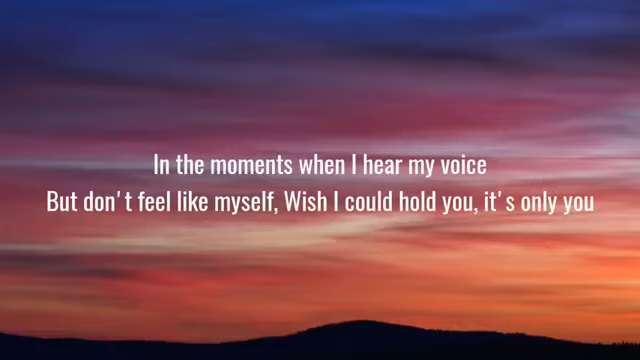 In the moments when I hear my voice
But don't feel like myself, Wish I could hold you, it's only you